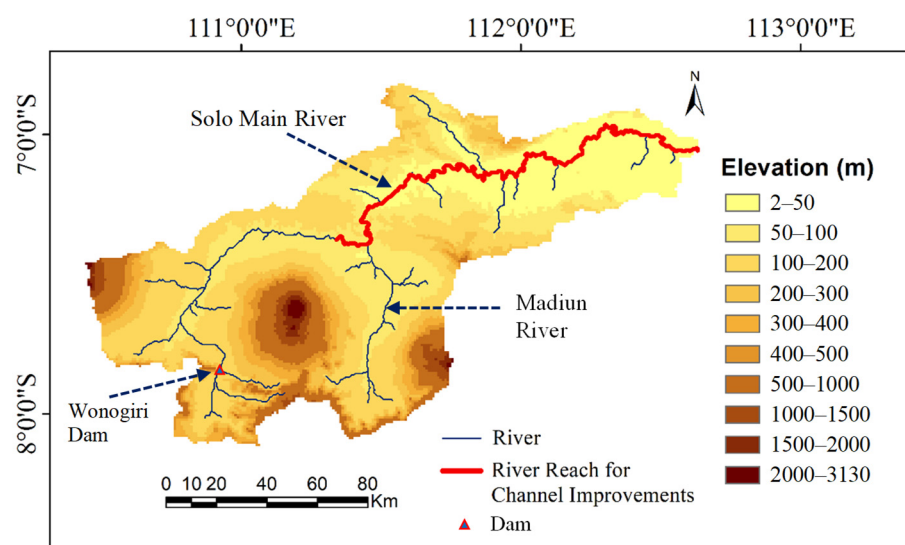 111°0'0"E 112°0'0"E 113°0'0"E
N
7°0'0"S
8°0'0"S
Solo Main River
Madiun
River
Wonogiri
Dam
Elevation (m)
2–50
50–100
100–200
200–300
300–400
400–500
500–1000
1000–1500
1500–2000
2000–3130
River
River Reach for
Channel Improvements
Dam
0 10 20 40 60 80
Km